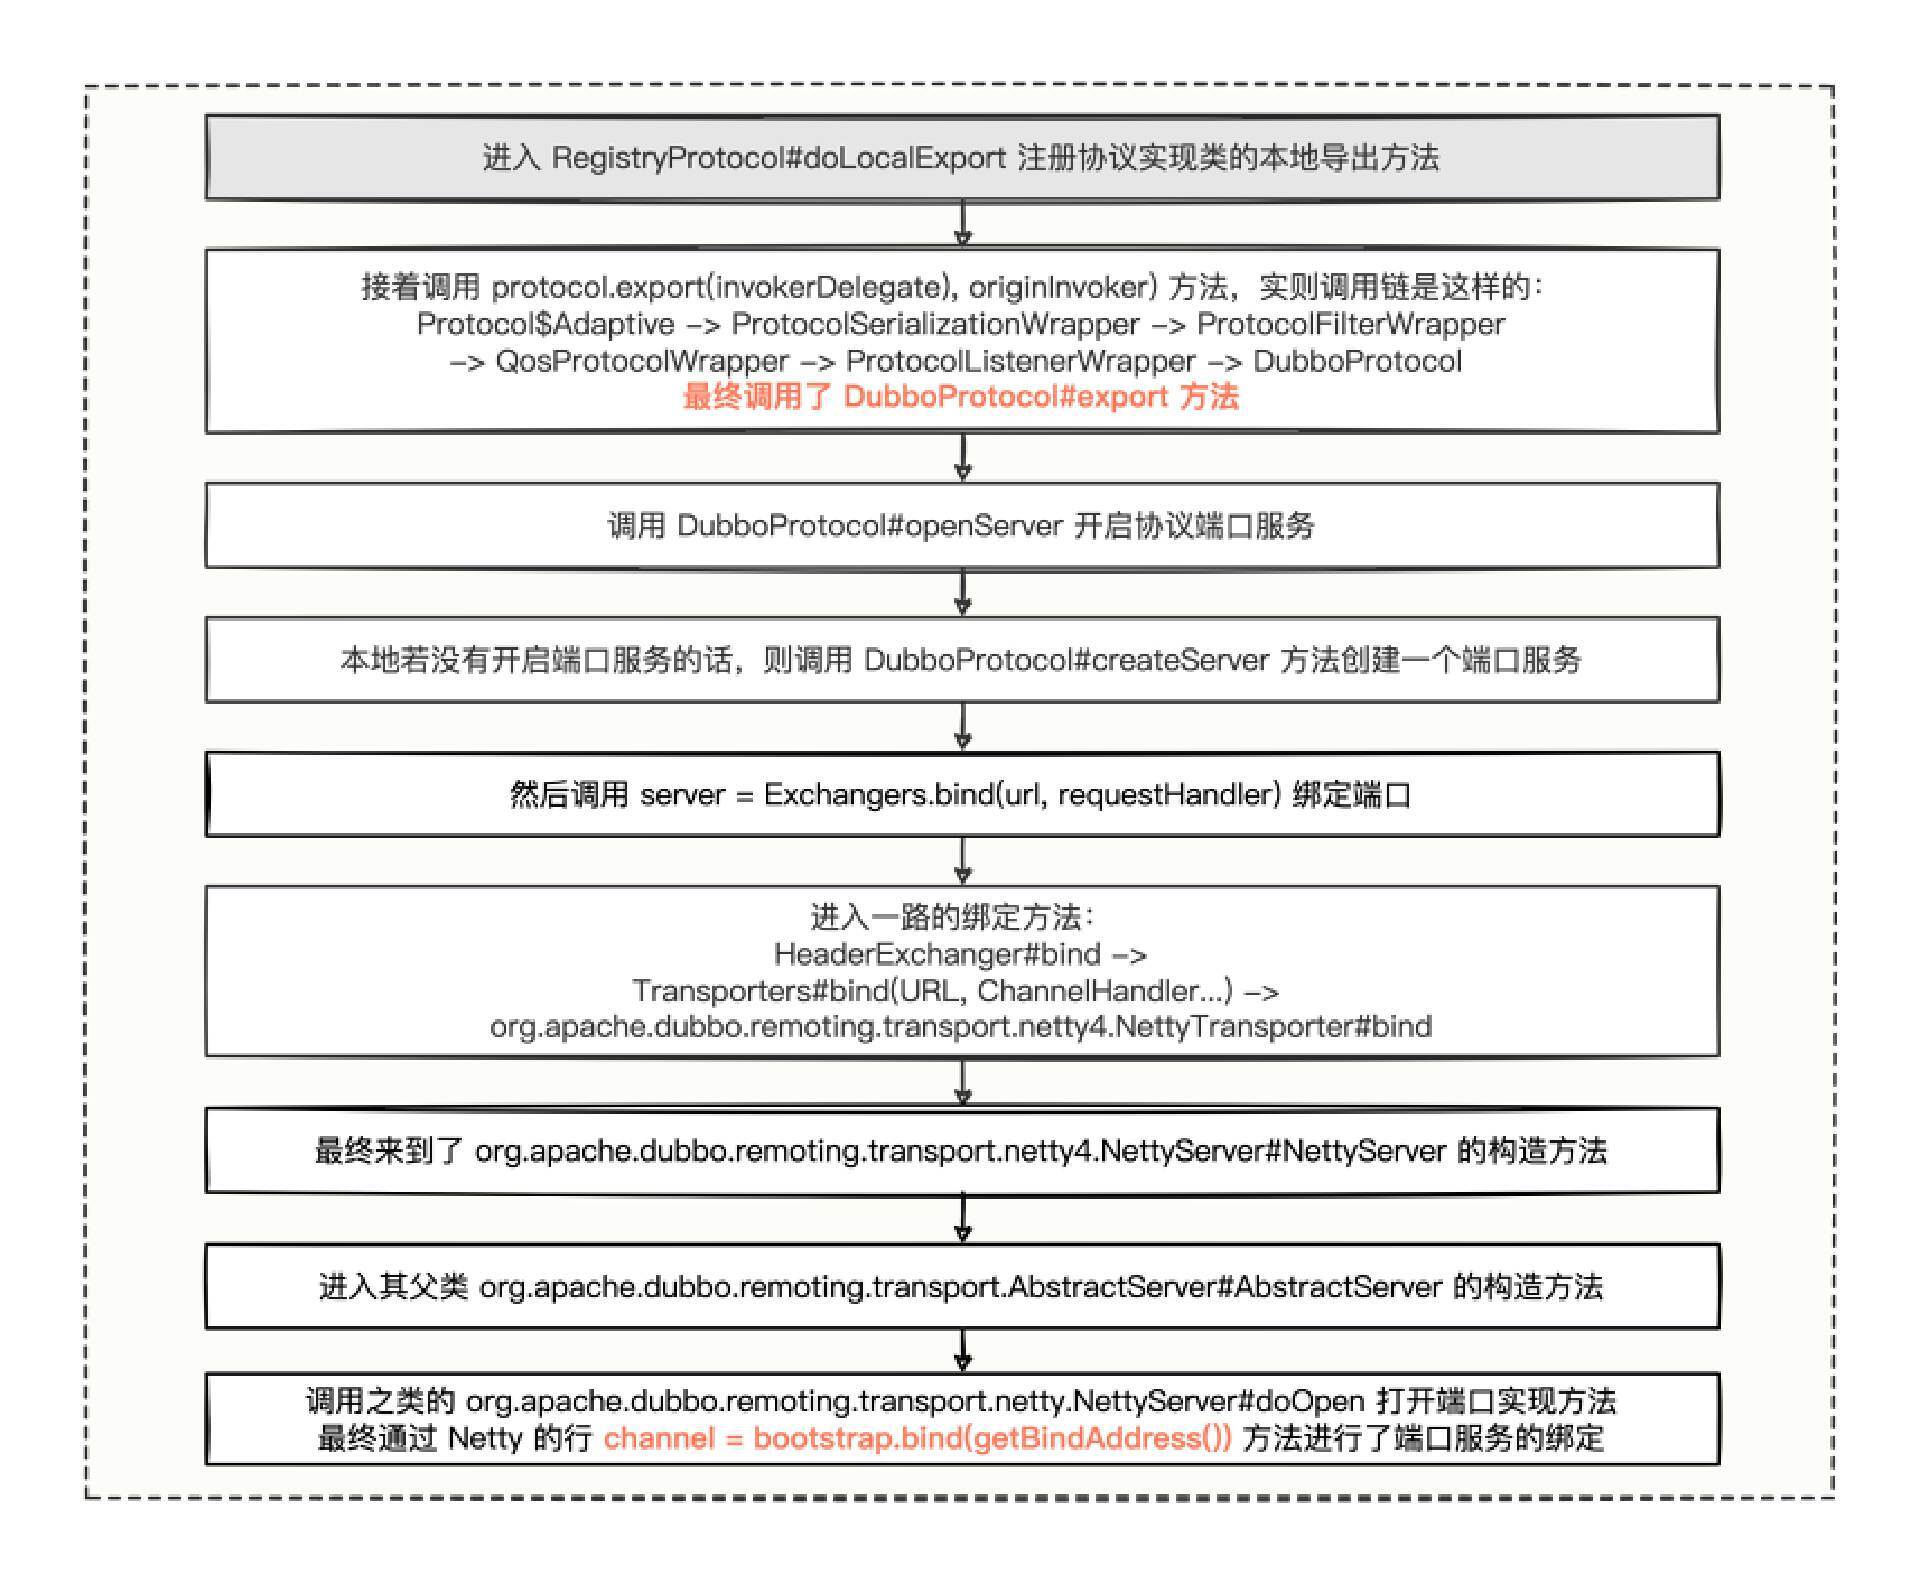 进入 RegistryProtocol#doLocalExport 注册协议实现类的本地导出方法
接着调用 protocol.export(invokerDelegate), originInvoker) 方法，实则调用链是这样的：
Protocol$Adaptive –> ProtocolSerializationWrapper –> ProtocolFilterWrapper
–> QosProtocolWrapper –> ProtocolListenerWrapper –> DubboProtocol
最终调用了 DubboProtocol#export 方法
调用 DubboProtocol#openServer 开启协议端口服务
本地若没有开启端口服务的话，则调用 DubboProtocol#createServer 方法创建一个端口服务
然后调用 server = Exchangers.bind(url, requestHandler) 绑定端口
进入一路的绑定方法：
HeaderExchanger#bind –>
Transporters#bind(URL, ChannelHandler...) –>
org.apache.dubbo.remoting.transport.netty4.NettyTransporter#bind
最终来到了 org.apache.dubbo.remoting.transport.netty4.NettyServer#NettyServer 的构造方法
进入其父类 org.apache.dubbo.remoting.transport.AbstractServer#AbstractServer 的构造方法
调用之类的 org.apache.dubbo.remoting.transport.netty.NettyServer#doOpen 打开端口实现方法
最终通过 Netty 的行 channel = bootstrap.bind(getBindAddress()) 方法进行了端口服务的绑定